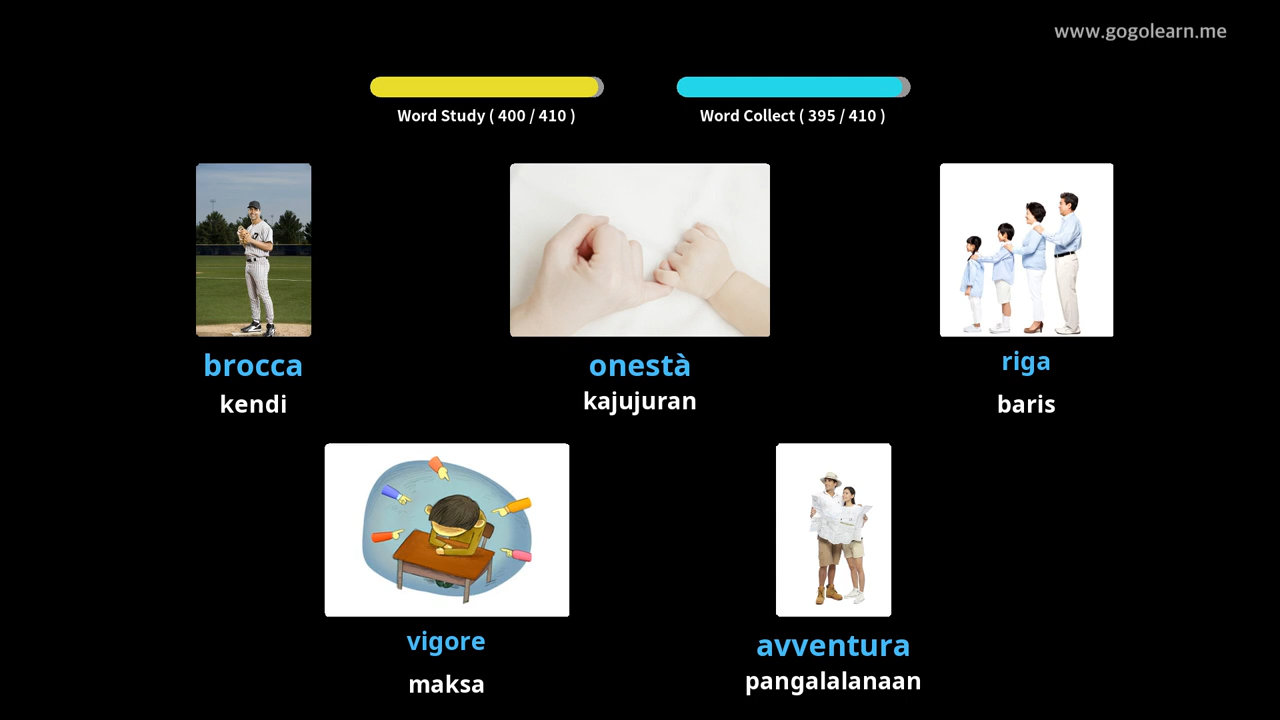 www.gogolearn.me
Word Study ( 400 / 410 )
Word Collect ( 395 / 410 )
brocca
kendi
onestà
kajujuran
riga
baris
vigore
maksa
avventura
pangalalanaan